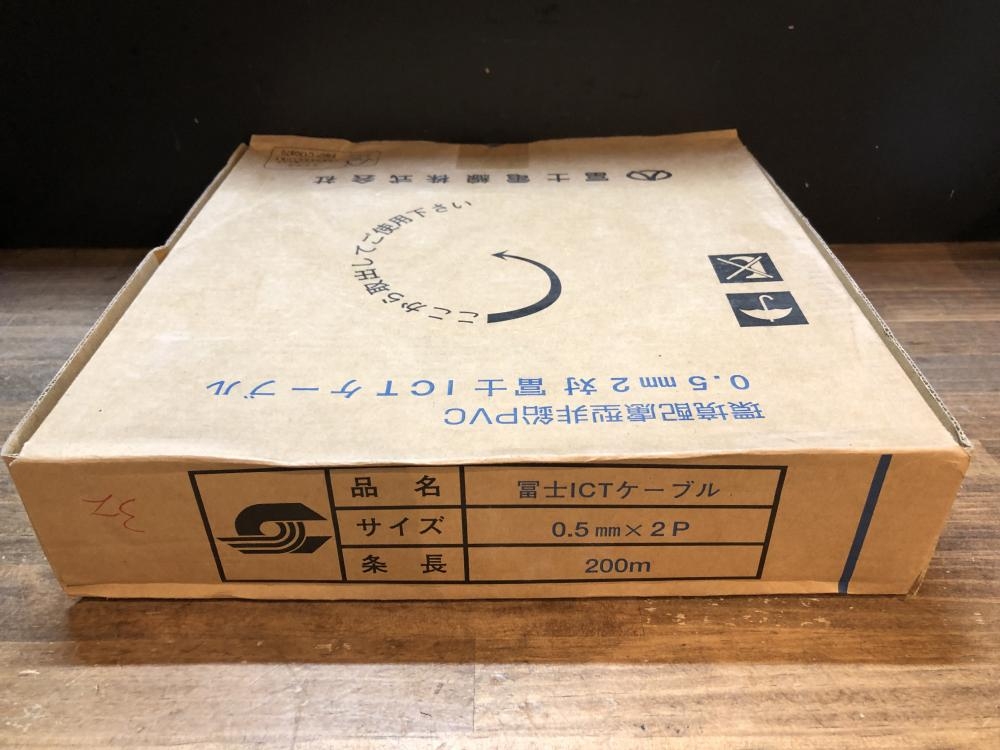 冨士電線株式会社
ここから取出してご使用下さい
環境配慮型非鉛PVC
0.5㎜2対冨士ICTケーブル
品名 冨士ICTケーブル
サイズ 0.5㎜×2P
条長 200m